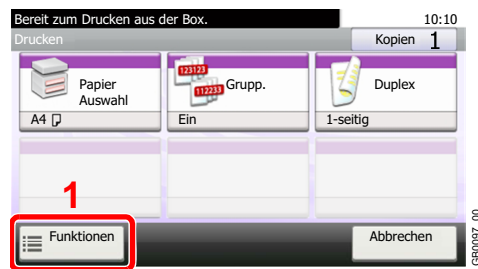 Bereit zum Drucken aus der Box. 10:10
Drucken Kopien 1
123123
112233
Papier
Auswahl
Grupp.
Duplex
A4 Ein 1-seitig
1
Funktionen Abbrechen
GB0097_00